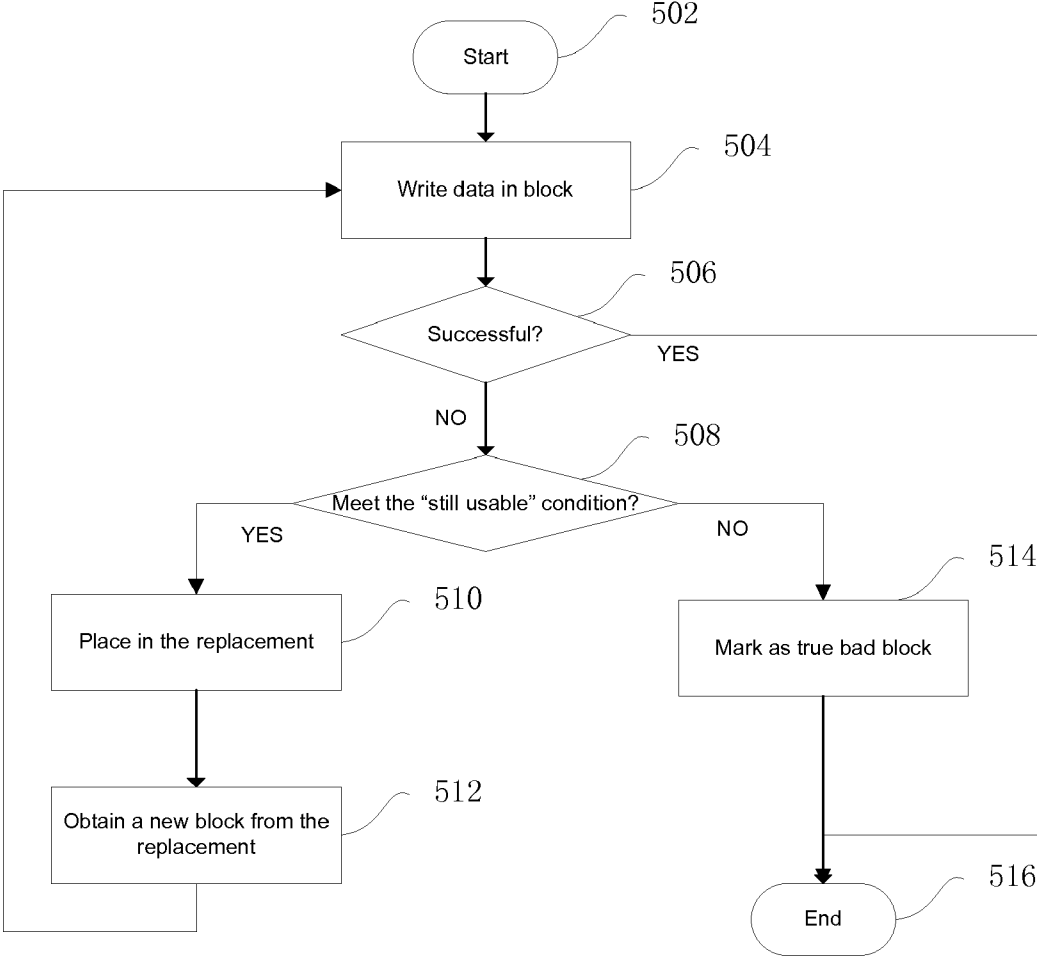 502
Start
504
Write data in block
506
Successful?
YES
NO
508
Meet the “still usable” condition?
YES
NO
510
514
Place in the replacement
Mark as true bad block
512
Obtain a new block from the
replacement
516
End